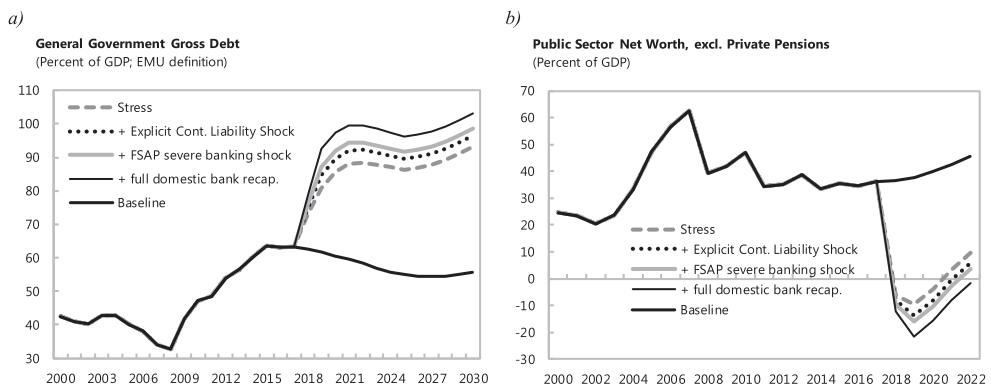 a)
General Government Gross Debt
(Percent of GDP; EMU definition)
110
100
90
80
70
60
50
40
30
Stress
+ Explicit Cont. Liability Shock
+ FSAP severe banking shock
+ full domestic bank recap.
Baseline
2000 2003 2006 2009 2012 2015 2018 2021 2024 2027 2030
b)
Public Sector Net Worth, excl. Private Pensions
(Percent of GDP)
70
60
50
40
30
20
10
0
-10
-20
-30
Stress
+ Explicit Cont. Liability Shock
+ FSAP severe banking shock
+ full domestic bank recap.
Baseline
2000 2002 2004 2006 2008 2010 2012 2014 2016 2018 2020 2022